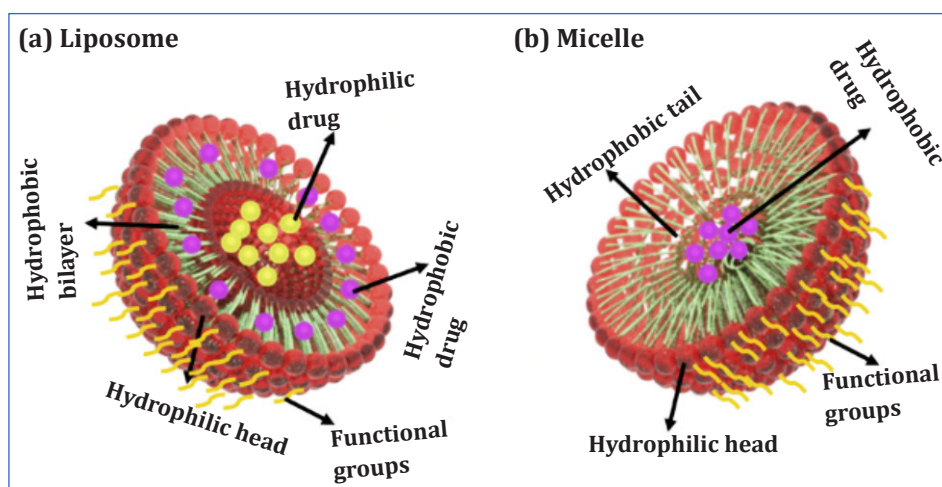 (a) Liposome
Hydrophilic
drug
Hydrophobic
bilayer
Hydrophobic
drug
Hydrophilic head
Functional
groups
(b) Micelle
Hydrophobic tail
Hydrophobic
drug
Functional
groups
Hydrophilic head